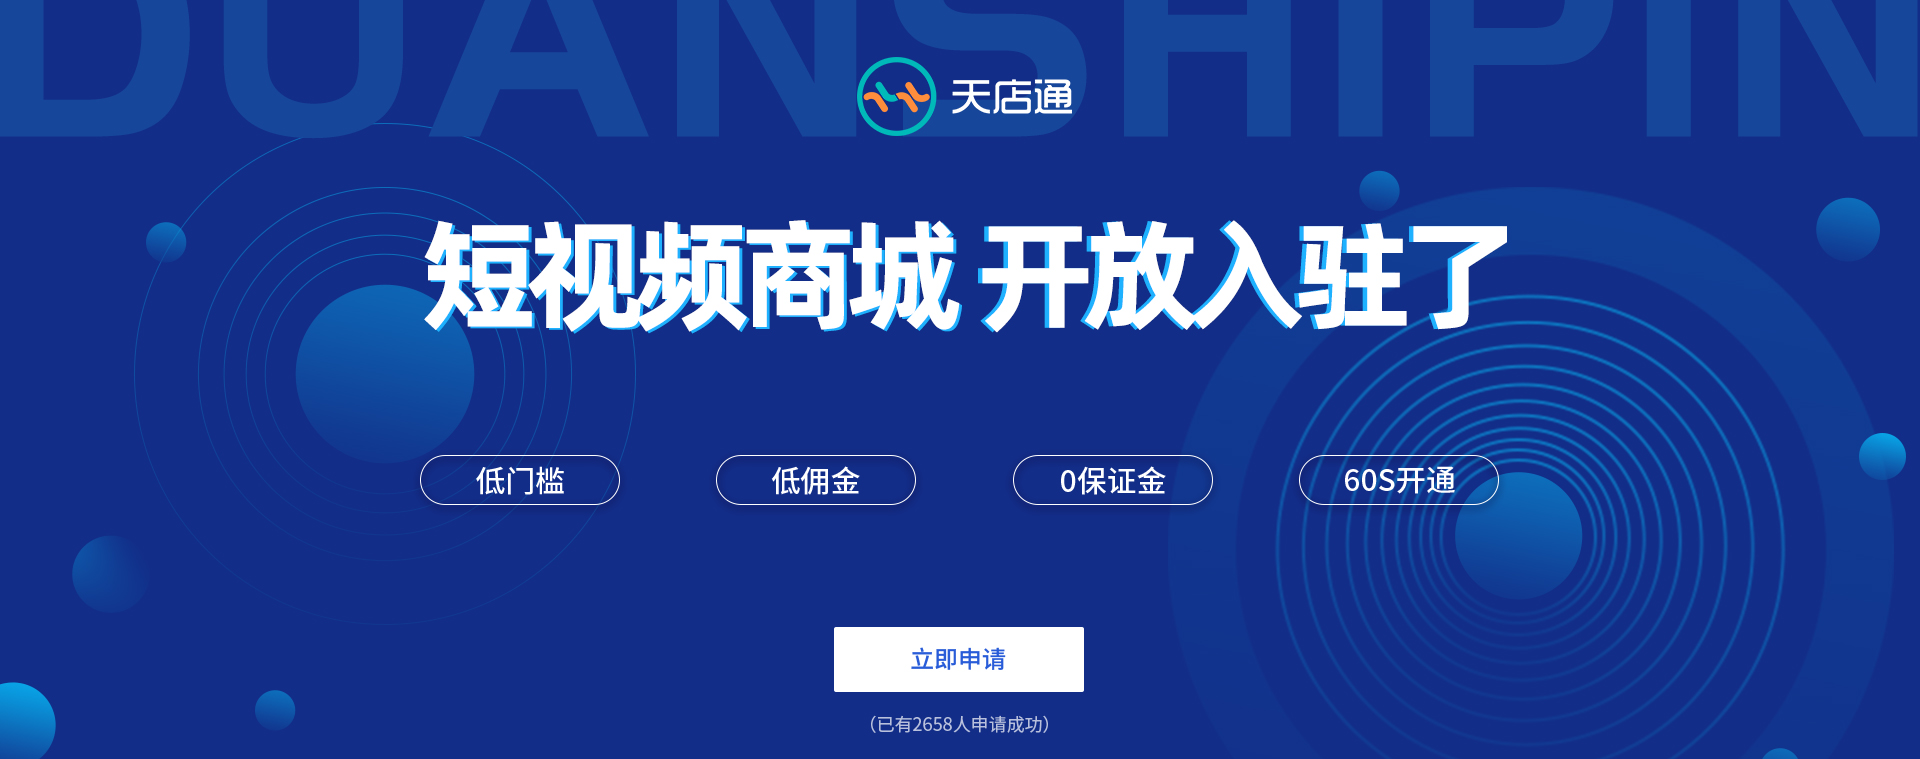 DUANSHIPIN
天店通
短视频商城 开放入驻了
低门槛
低佣金
0保证金
60S开通
立即申请
（已有2658人申请成功）